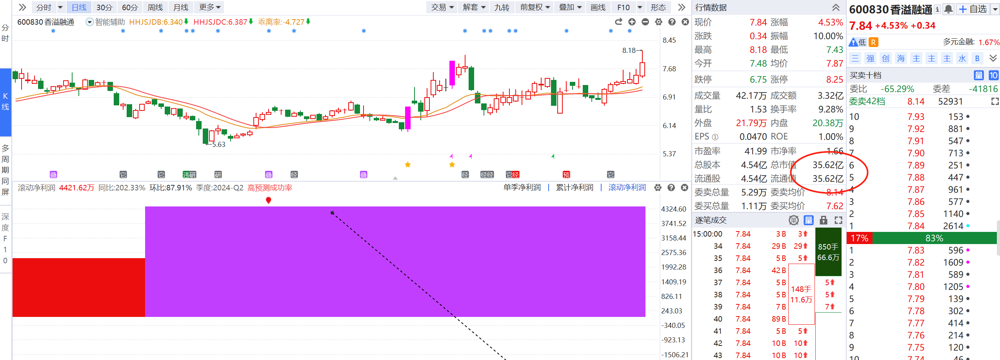 分时 日线 30分 60分 周线 月线 更多 交易 解套 九转 前复权 叠加 画线 F10 形态
600830 香溢融通 智能辅助 HHJSJDB:6.340 HHJSJDC:6.387 乖离率:-4.727
分时
K线
多周期同屏
深度F10
8.45
8.18→
7.68
6.91
6.14
←5.63
5.37
叠 它 它 违 研 研 叠 经 叠 经 经 经 它 经 预 它
滚动净利润 4421.62万 同比:202.33% 环比:87.91% 季度:2024-Q2 高预测成功率 单季净利润 累计净利润 滚动净利润
4324.60
3741.52
3158.44
2575.36
1992.28
1409.19
826.11
243.03
-340.05
-923.13
-1506.21
行情数据
现价 7.84 涨幅 4.53%
涨跌 0.34 振幅 10.00%
最高 8.18 最低 7.43
今开 7.48 均价 7.87
跌停 6.75 涨停 8.25
成交量 42.17万 成交额 3.32亿
量比 1.53 换手率 9.28%
外盘 21.79万 内盘 20.38万
EPS ① 0.0470 ROE 1.00%
市盈率 41.99 市净率 1.66
总股本 4.54亿 总市值 35.62亿
流通股 4.54亿 流通值 35.62亿
委卖总量 5.29万 委卖均价 8.14
委买总量 1.11万 委买均价 7.62
逐笔成交 单 量
15:00:00 7.84 3 B 3
34 7.84 29 B 29
35 7.84 5 B 5
36 7.84 42 B
37 7.84 5 B 5
38 7.84 5 B 5
39 7.84 7 B 7
40 7.84 89 B
41 7.84 5 B 5
42 7.84 10 B 10
43 7.84 10 B 10
850手
66.6万
148手
11.6万
600830 香溢融通 i 自选
7.84 +4.53% +0.34
低 R 多元金融: 1.67%
三 强 创 海 主 主 主 水 B
买卖十档 量 10
委比 -65.29% 委差 -41816
委卖42档 8.14 52931
10 7.93 153
9 7.92 881
8 7.91 547
7 7.90 713
6 7.89 251
5 7.88 447
4 7.87 961
3 7.86 577
2 7.85 1140
1 7.84 2614
17% 83%
1 7.83 596
2 7.82 1609
3 7.81 589
4 7.80 1205
5 7.79 139
6 7.78 302
7 7.77 414
8 7.76 214
9 7.75 120
10 7.74 46